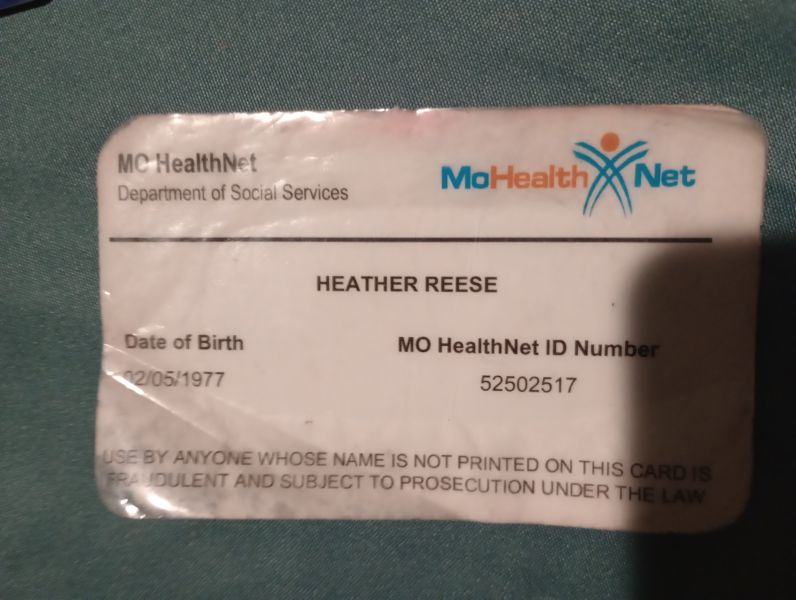 MO HealthNet
Department of Social Services
MoHealth Net
HEATHER REESE
Date of Birth
MO HealthNet ID Number
02/05/1977
52502517
USE BY ANYONE WHOSE NAME IS NOT PRINTED ON THIS CARD IS
FRAUDULENT AND SUBJECT TO PROSECUTION UNDER THE LAW